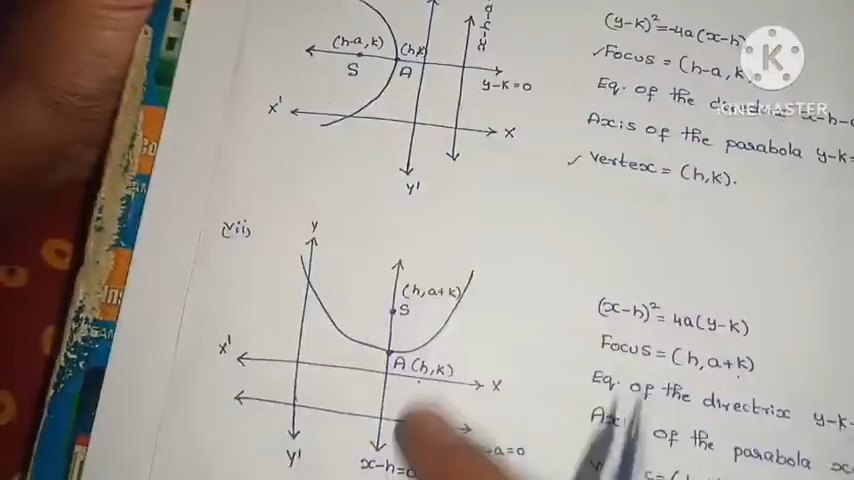 (y-k)²=-4a(x-h)
(h-a,k)
(h,k)
✓Focus = (h-a, k
S
A
y-k=0
Eq. of the
K
KINEMASTER
X'
X
Axis of the parabola y-k=
✓ Vertex = (h,k).
Y'
(vii)
Y
(h,a+k)
S
(x-h)²=4a(y-k)
X'
A (h,k)
X
Focus = (h, a+k)
Eq. of the directrix y-k-
of the parabola x-
Y'
x-h=0
-a=0